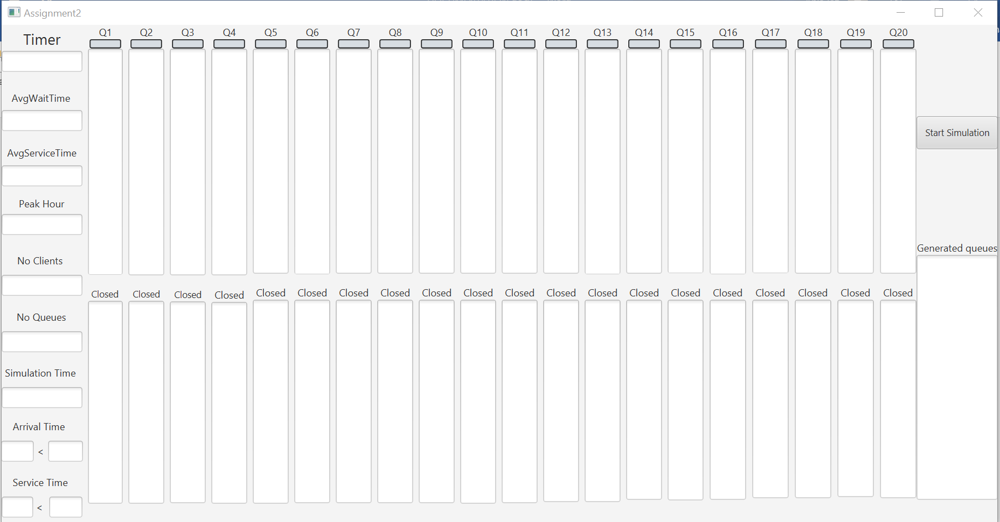 Assignment2
Timer
Q1 Q2 Q3 Q4 Q5 Q6 Q7 Q8 Q9 Q10 Q11 Q12 Q13 Q14 Q15 Q16 Q17 Q18 Q19 Q20
AvgWaitTime
Start Simulation
AvgServiceTime
Peak Hour
Generated queues
No Clients
Closed Closed Closed Closed Closed Closed Closed Closed Closed Closed Closed Closed Closed Closed Closed Closed Closed Closed Closed Closed
No Queues
Simulation Time
Arrival Time
<
Service Time
<